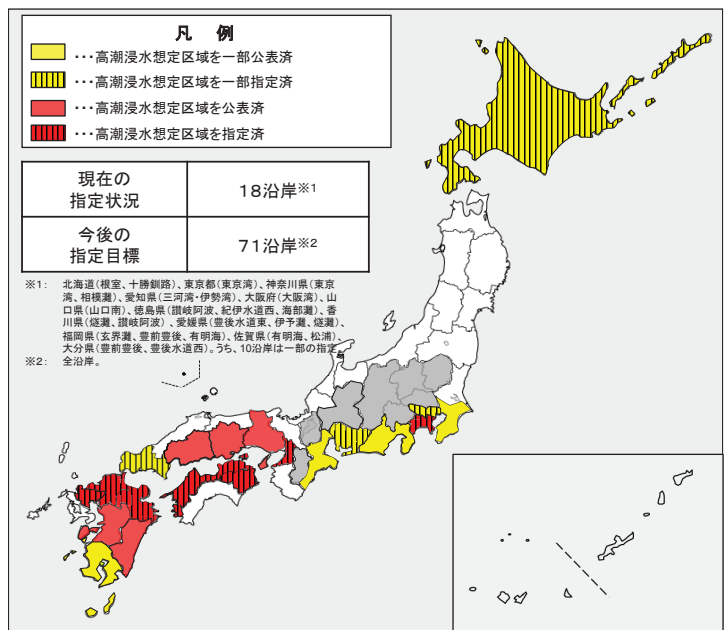 凡 例
・・・高潮浸水想定区域を一部公表済
・・・高潮浸水想定区域を一部指定済
・・・高潮浸水想定区域を公表済
・・・高潮浸水想定区域を指定済
現在の
指定状況
18沿岸※1
今後の
指定目標
71沿岸※2
※1: 北海道(根室、十勝釧路)、東京都(東京湾)、神奈川県(東京
湾、相模灘)、愛知県(三河湾・伊勢湾)、大阪府(大阪湾)、山
口県(山口南)、徳島県(讃岐阿波、紀伊水道西、海部灘)、香
川県(燧灘、讃岐阿波)、愛媛県(豊後水道東、伊予灘、燧灘)、
福岡県(玄界灘、豊前豊後、有明海)、佐賀県(有明海、松浦)、
大分県(豊前豊後、豊後水道西)。うち、10沿岸は一部の指定
※2: 全沿岸。